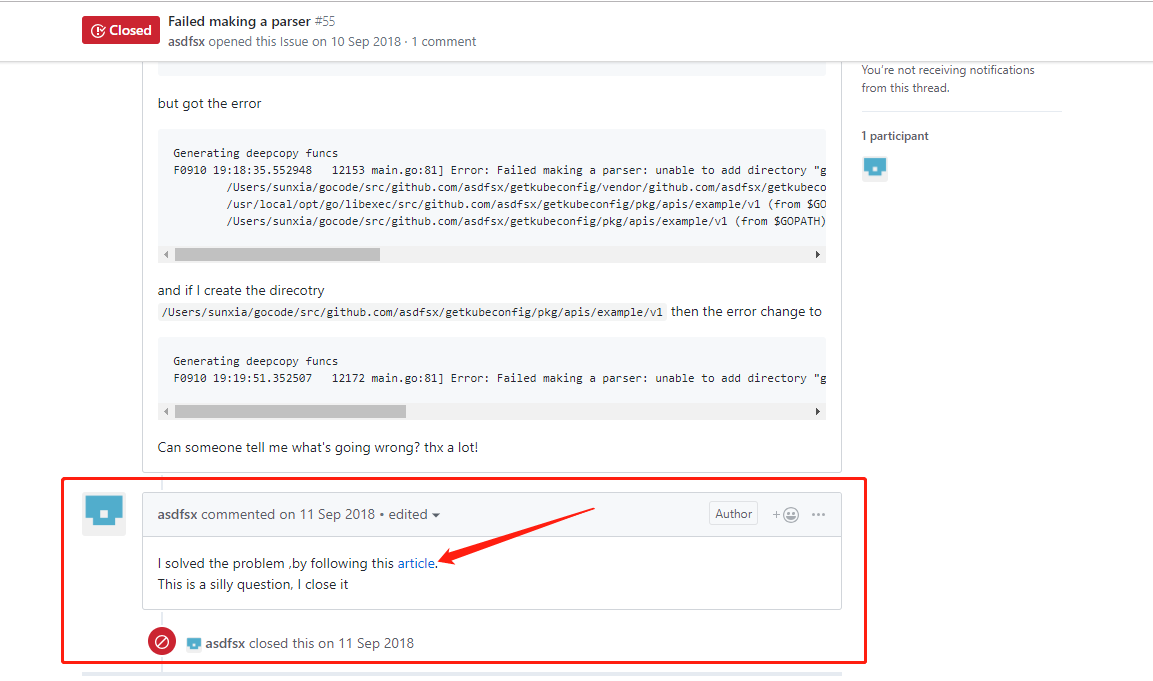 Closed
Failed making a parser #55
asdfsx opened this Issue on 10 Sep 2018 · 1 comment
You're not receiving notifications
from this thread.
1 participant
but got the error
Generating deepcopy funcs
F0910 19:18:35.552948   12153 main.go:81] Error: Failed making a parser: unable to add directory "g
/Users/sunxia/gocode/src/github.com/asdfsx/getkubeconfig/vendor/github.com/asdfsx/getkubeco
/usr/local/opt/go/libexec/src/github.com/asdfsx/getkubeconfig/pkg/apis/example/v1 (from $GO
/Users/sunxia/gocode/src/github.com/asdfsx/getkubeconfig/pkg/apis/example/v1 (from $GOPATH)
and if I create the direcotry
/Users/sunxia/gocode/src/github.com/asdfsx/getkubeconfig/pkg/apis/example/v1 then the error change to
Generating deepcopy funcs
F0910 19:19:51.352507   12172 main.go:81] Error: Failed making a parser: unable to add directory "g
Can someone tell me what's going wrong? thx a lot!
asdfsx commented on 11 Sep 2018 • edited
Author
I solved the problem ,by following this article.
This is a silly question, I close it
asdfsx closed this on 11 Sep 2018